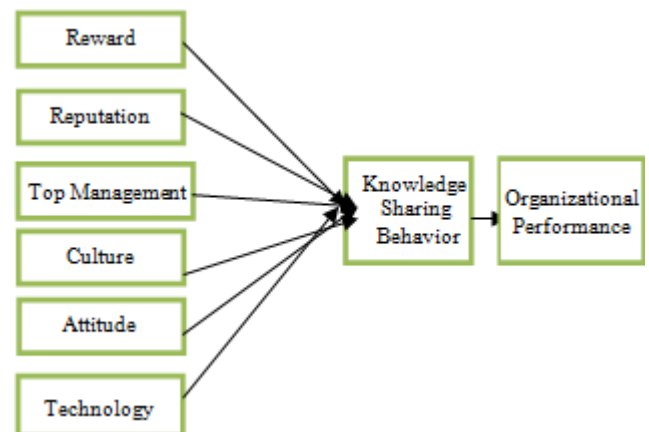 Reward
Reputation
Top Management
Culture
Attitude
Technology
Knowledge
Sharing
Behavior
Organizational
Performance